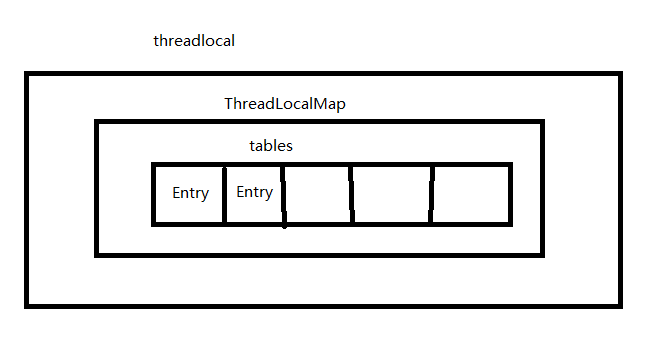 threadlocal
ThreadLocalMap
tables
Entry
Entry